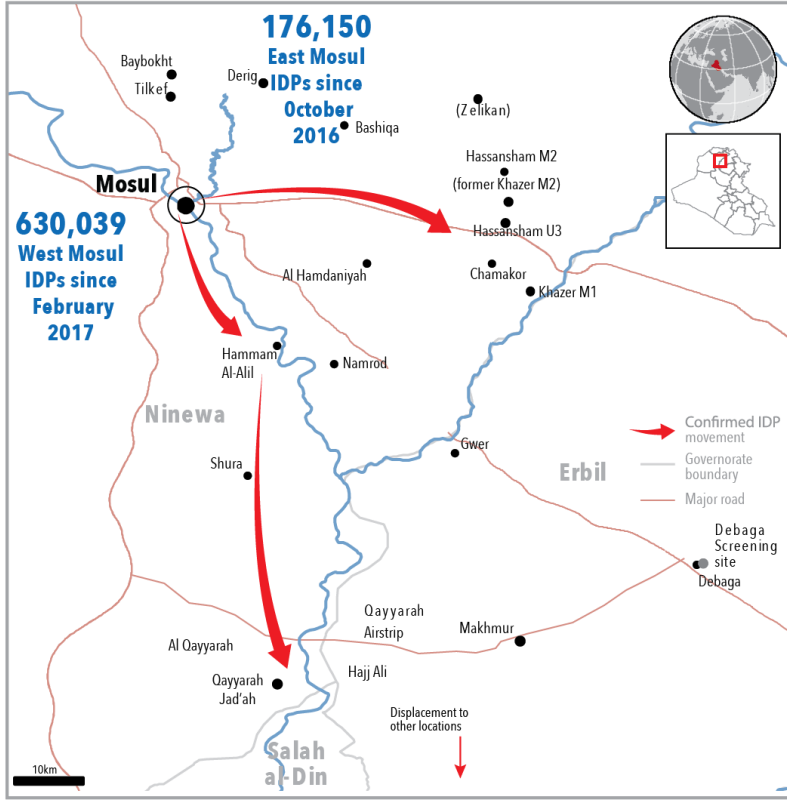 176,150
East Mosul
IDPs since
October
2016
Baybokht
Tilkef
Derig
Bashiqa
(Zelikan)
Hassansham M2
(former Khazer M2)
Hassansham U3
Mosul
630,039
West Mosul
IDPs since
February
2017
Al Hamdaniyah
Chamakor
Khazer M1
Hammam
Al-Alil
Namrod
Ninewa
Shura
Gwer
Erbil
Confirmed IDP
movement
Governorate
boundary
Major road
Debaga
Screening
site
Debaga
Qayyarah
Airstrip
Makhmur
Al Qayyarah
Hajj Ali
Qayyarah
Jad'ah
Displacement to
other locations
Salah
al-Din
10km